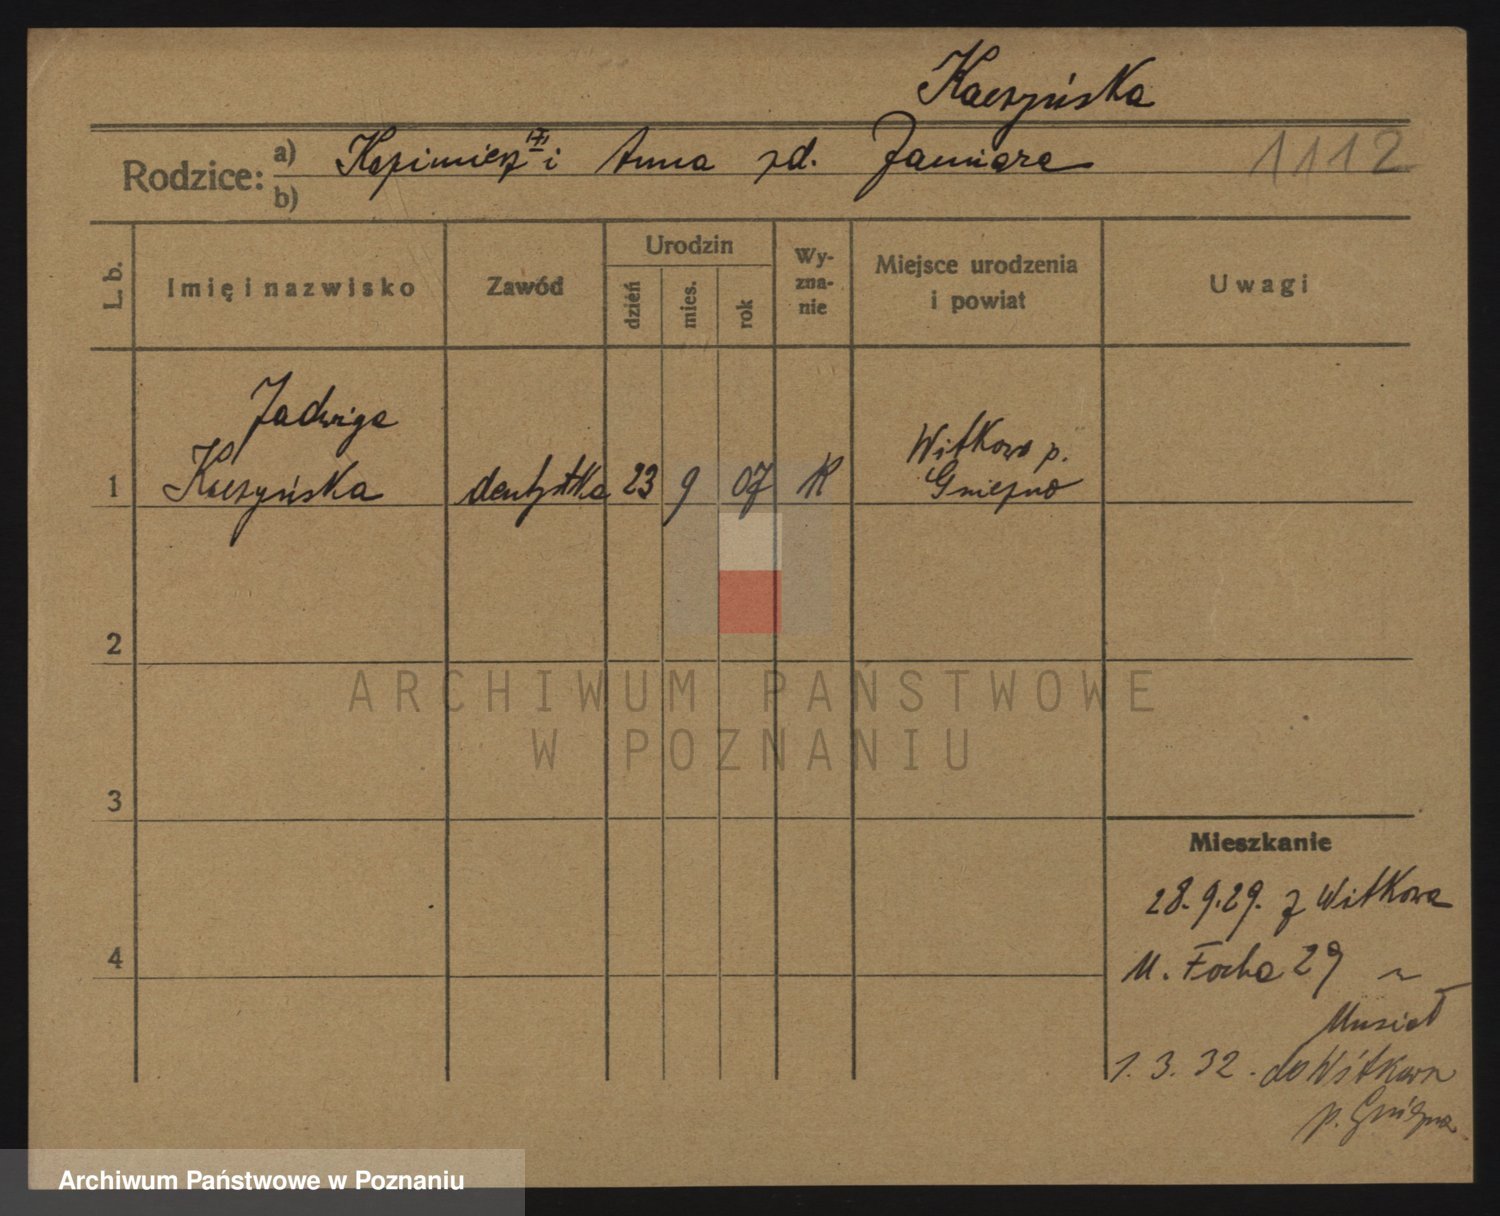 Kaczyńska
Rodzice: a) Kazimierz i Anna zd. Janiara
b)
1112
L. b.
Imię i nazwisko
Zawód
Urodzin
dzień
mies.
rok
Wy-
zna-
nie
Miejsce urodzenia
i powiat
Uwagi
Jadwiga
1 Kaczyńska dentystka 23 9 07 K Witkowo p.
Gniezno
2
ARCHIWUM PAŃSTWOWE
W POZNANIU
3
Mieszkanie
28.9.29. z Witkowa
4
M. Focha 29
Musiał
1.3.32. do Witkowa
p. Gniezno
Archiwum Państwowe w Poznaniu